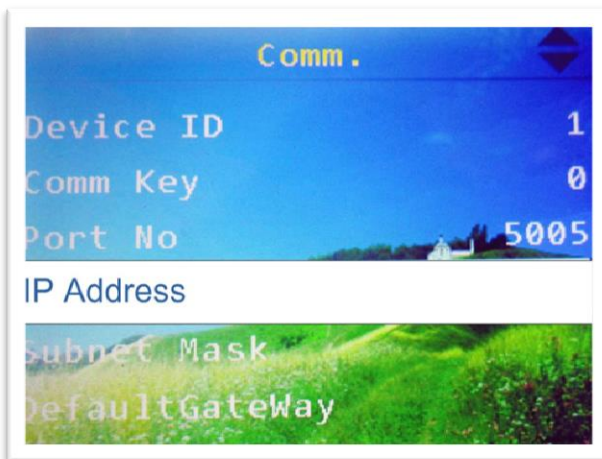 Comm.
Device ID 1
Comm Key 0
Port No 5005
IP Address
Subnet Mask
DefaultGateWay